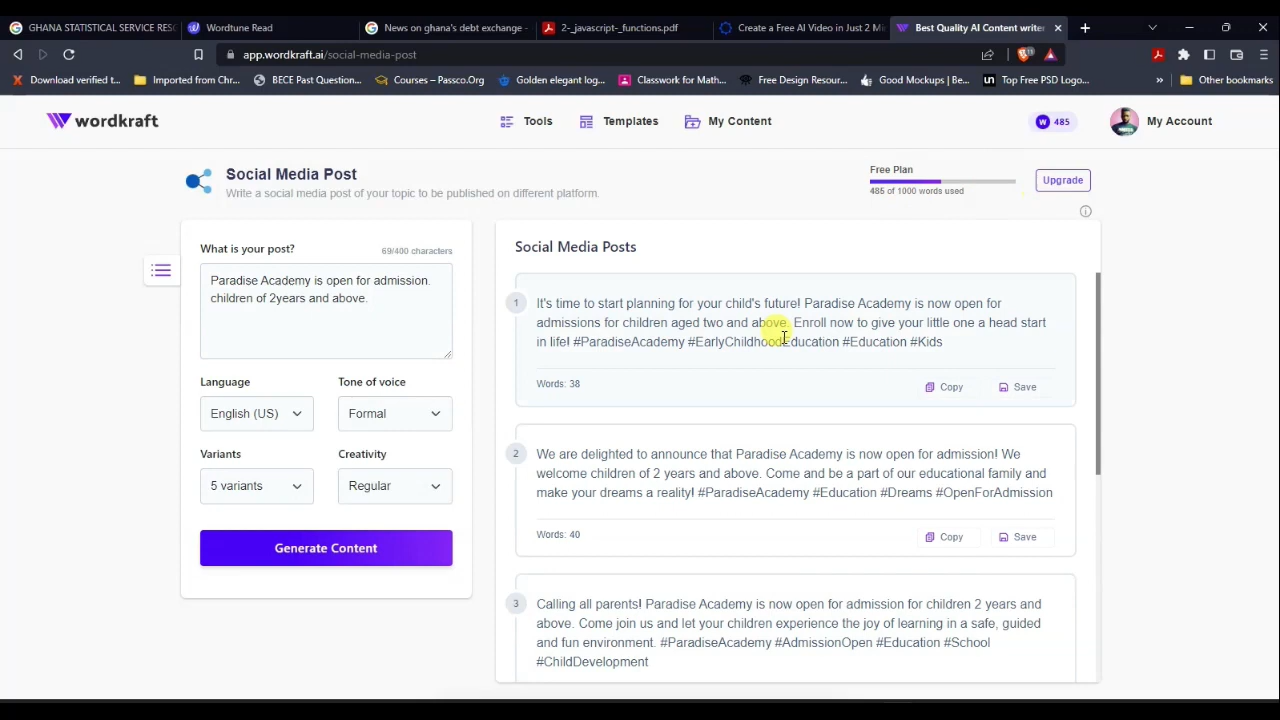 GHANA STATISTICAL SERVICE RESC
Wordtune Read
News on ghana's debt exchange -
2-_javascript-_functions.pdf
Create a Free AI Video in Just 2 Mi
Best Quality AI Content writer
app.wordkraft.ai/social-media-post
Download verified t...
Imported from Chr...
BECE Past Question...
Courses – Passco.Org
Golden elegant log...
Classwork for Math...
Free Design Resour...
Good Mockups | Be...
Top Free PSD Logo...
Other bookmarks
wordkraft
Tools
Templates
My Content
485
My Account
Social Media Post
Write a social media post of your topic to be published on different platform.
Free Plan
485 of 1000 words used
Upgrade
What is your post?
69/400 characters
Paradise Academy is open for admission.
children of 2years and above.
Language
Tone of voice
English (US)
Formal
Variants
Creativity
5 variants
Regular
Generate Content
Social Media Posts
1
It's time to start planning for your child's future! Paradise Academy is now open for
admissions for children aged two and above. Enroll now to give your little one a head start
in life! #ParadiseAcademy #EarlyChildhoodEducation #Education #Kids
Words: 38
Copy
Save
2
We are delighted to announce that Paradise Academy is now open for admission! We
welcome children of 2 years and above. Come and be a part of our educational family and
make your dreams a reality! #ParadiseAcademy #Education #Dreams #OpenForAdmission
Words: 40
Copy
Save
3
Calling all parents! Paradise Academy is now open for admission for children 2 years and
above. Come join us and let your children experience the joy of learning in a safe, guided
and fun environment. #ParadiseAcademy #AdmissionOpen #Education #School
#ChildDevelopment